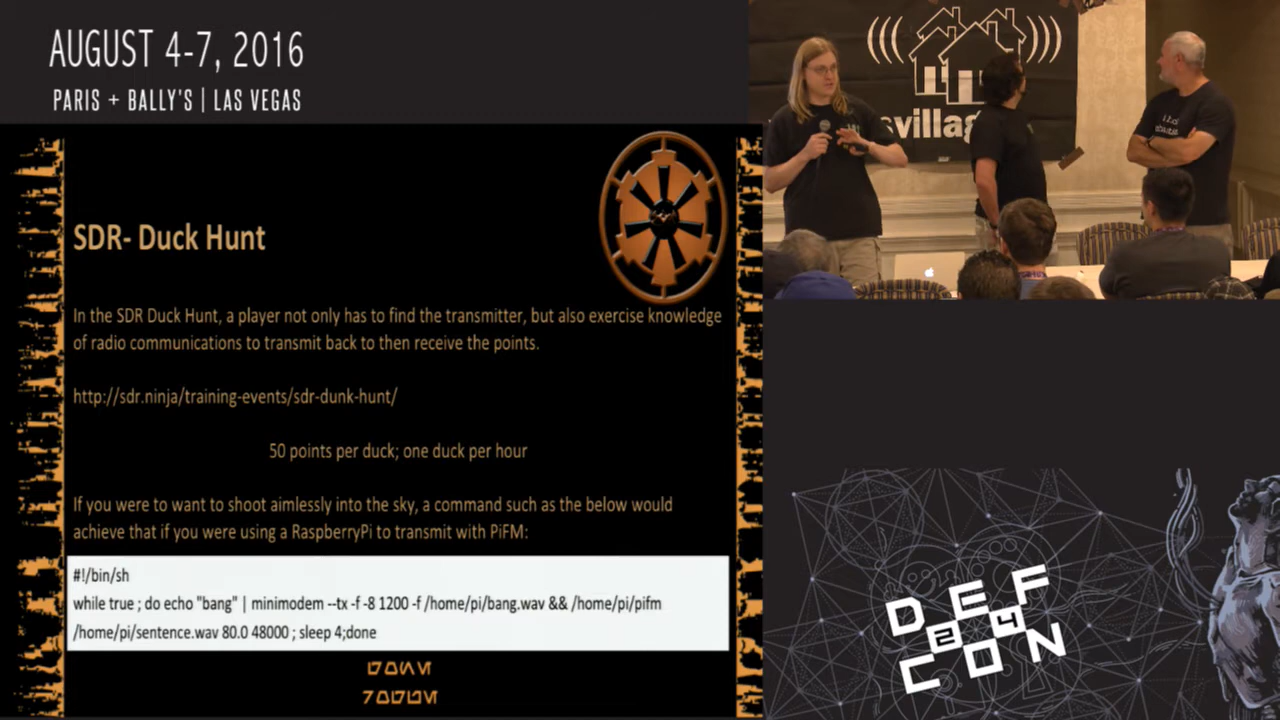 AUGUST 4-7, 2016
PARIS + BALLY'S | LAS VEGAS
SDR- Duck Hunt
In the SDR Duck Hunt, a player not only has to find the transmitter, but also exercise knowledge
of radio communications to transmit back to then receive the points.
http://sdr.ninja/training-events/sdr-dunk-hunt/
50 points per duck; one duck per hour
If you were to want to shoot aimlessly into the sky, a command such as the below would
achieve that if you were using a RaspberryPi to transmit with PiFM:
#!/bin/sh
while true ; do echo "bang" | minimodem --tx -f -8 1200 -f /home/pi/bang.wav && /home/pi/pifm
/home/pi/sentence.wav 80.0 48000 ; sleep 4;done
DEF
24
CON